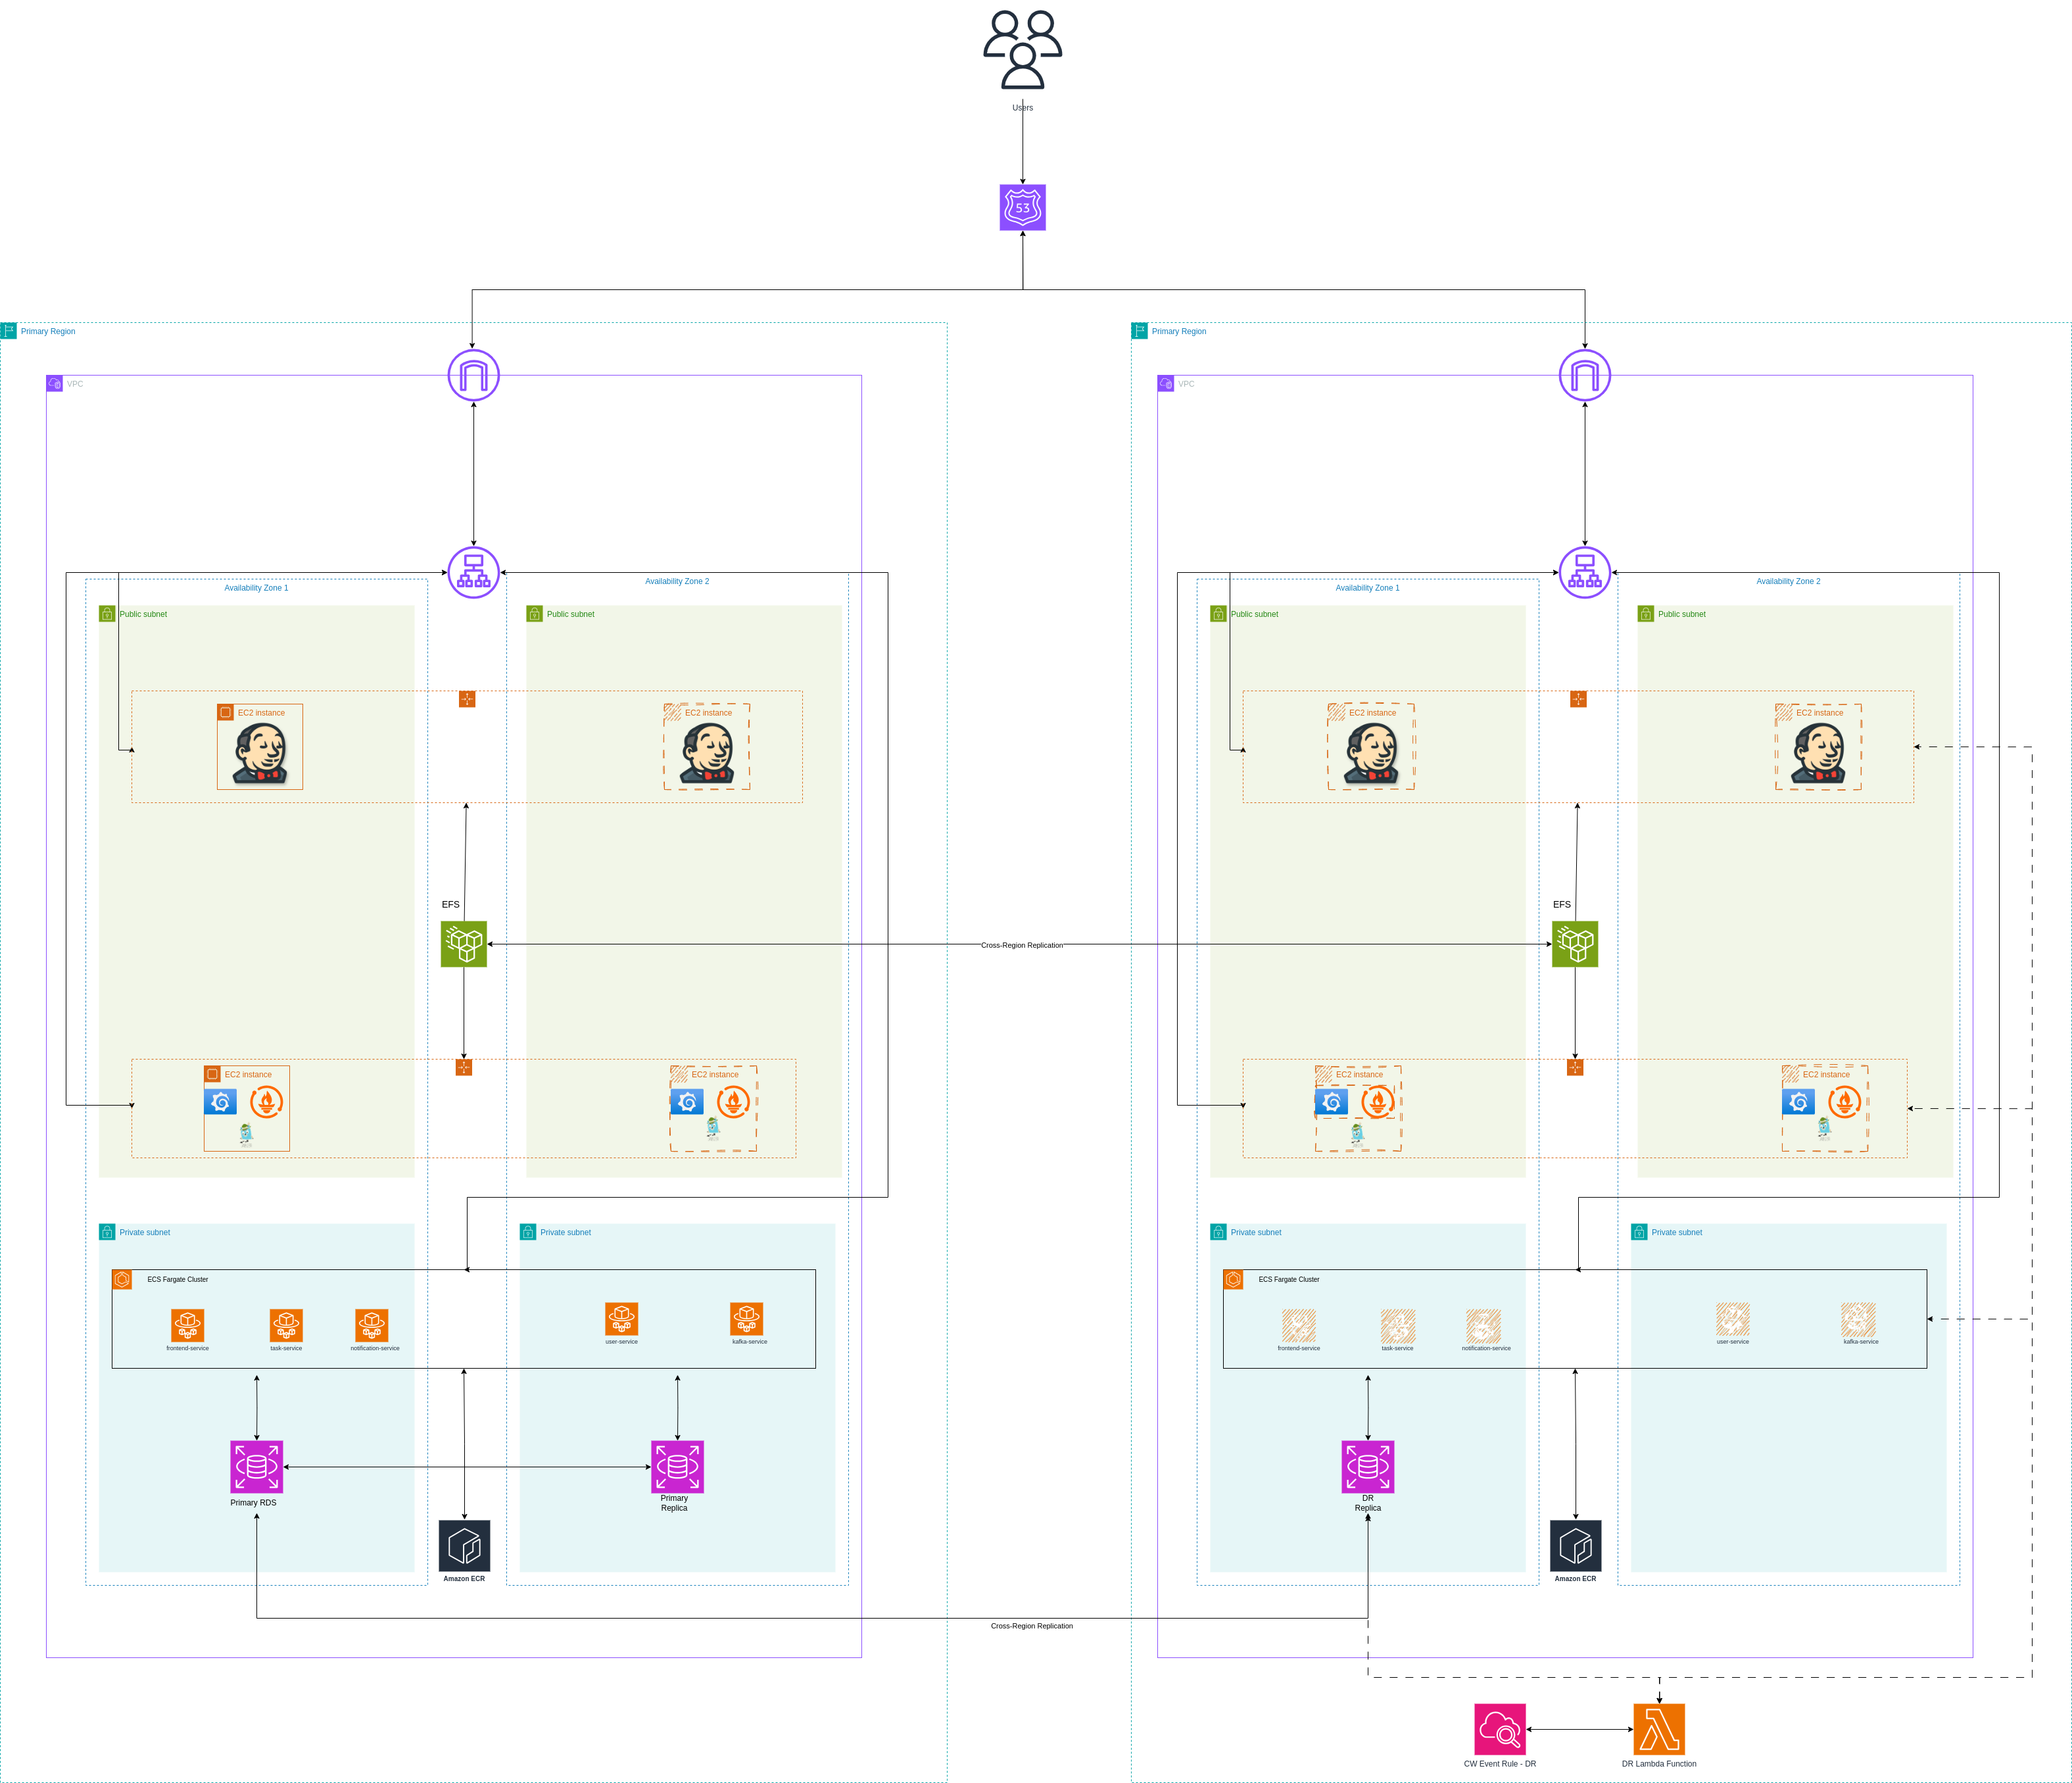 Users
53
Primary Region
VPC
Availability Zone 1
Availability Zone 2
Public subnet
Public subnet
EC2 instance
EC2 instance
EFS
EC2 instance
EC2 instance
Private subnet
Private subnet
ECS Fargate Cluster
frontend-service
task-service
notification-service
user-service
kafka-service
Primary RDS
Primary
Replica
Amazon ECR
Cross-Region Replication
Cross-Region Replication
Primary Region
VPC
Availability Zone 1
Availability Zone 2
Public subnet
Public subnet
EC2 instance
EC2 instance
EFS
EC2 instance
EC2 instance
Private subnet
Private subnet
ECS Fargate Cluster
frontend-service
task-service
notification-service
user-service
kafka-service
DR
Replica
Amazon ECR
CW Event Rule - DR
DR Lambda Function